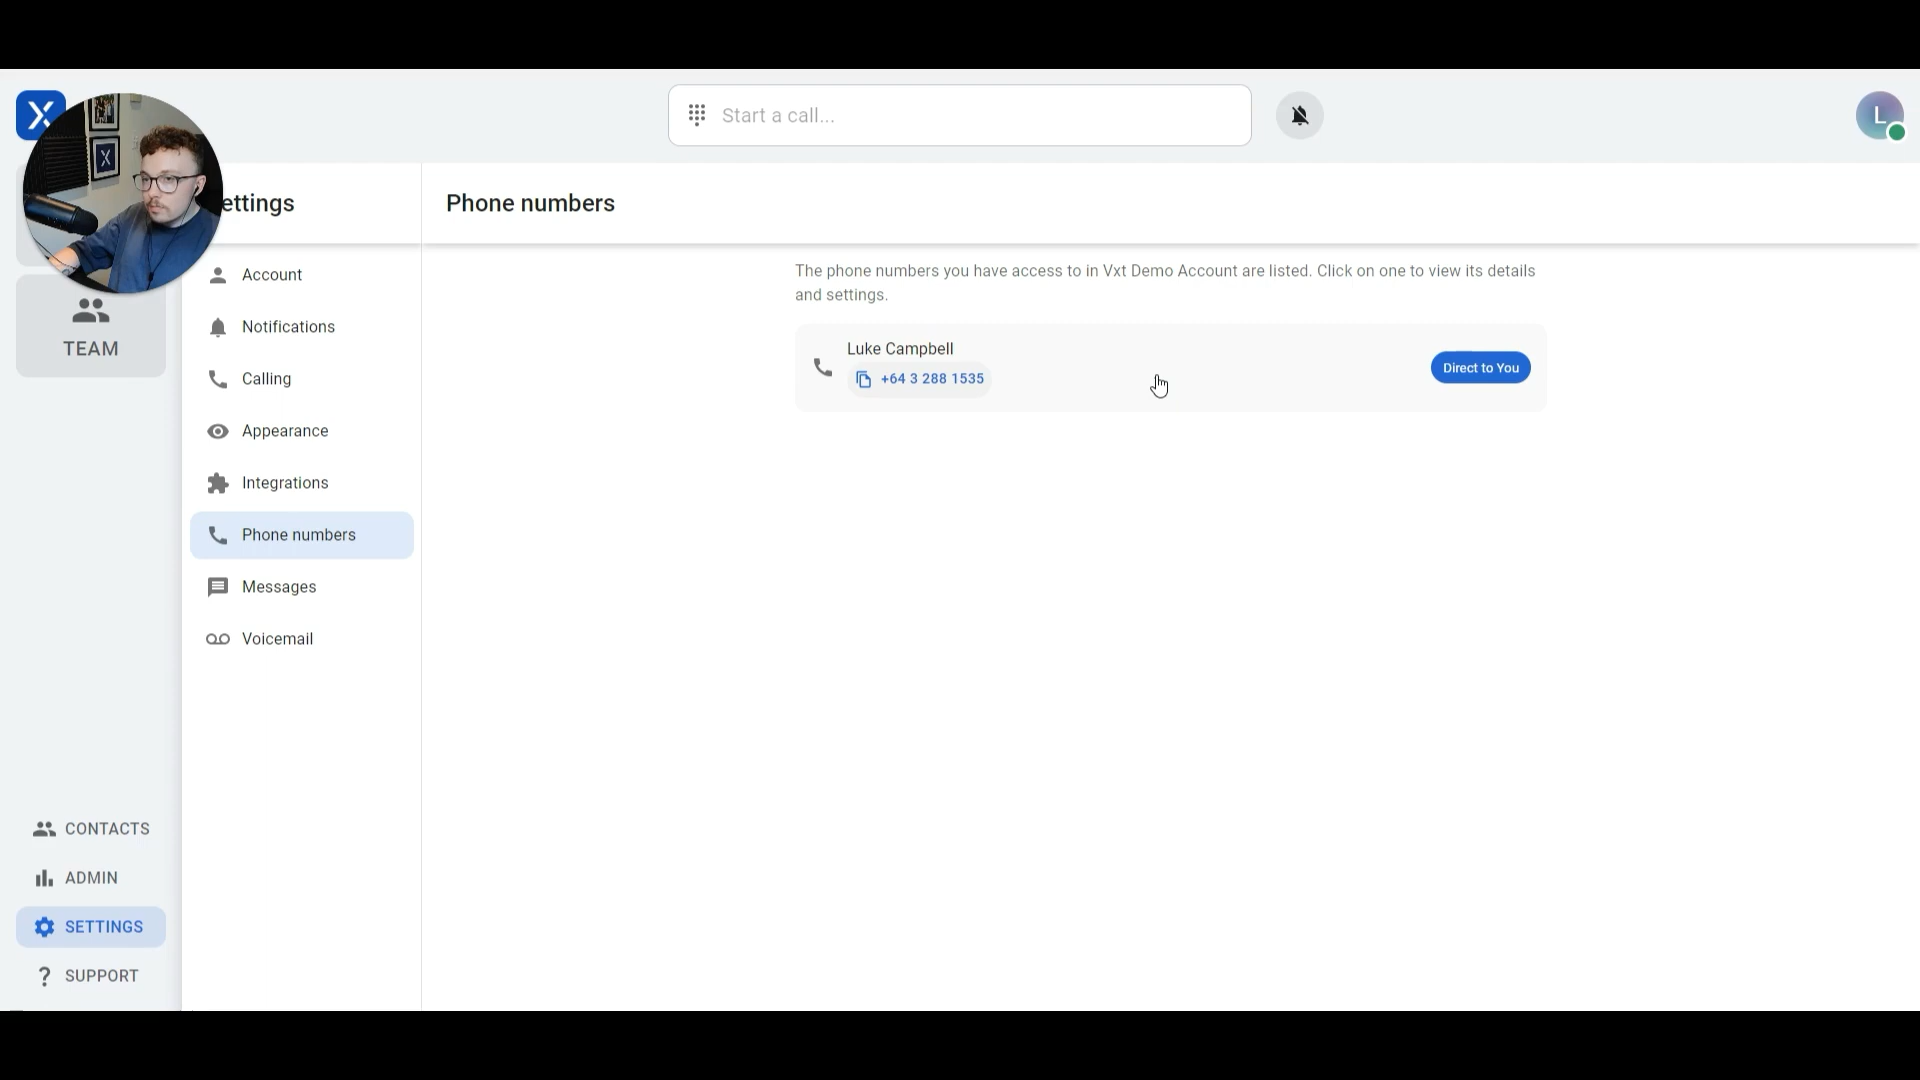 X
Start a call...
L
ettings
Phone numbers
Account
The phone numbers you have access to in Vxt Demo Account are listed. Click on one to view its details
and settings.
Notifications
Luke Campbell
TEAM
+64 3 288 1535
Direct to You
Calling
Appearance
Integrations
Phone numbers
Messages
Voicemail
CONTACTS
ADMIN
SETTINGS
? SUPPORT